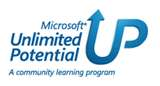 Microsoft®
Unlimited
Potential
UP
A community learning program